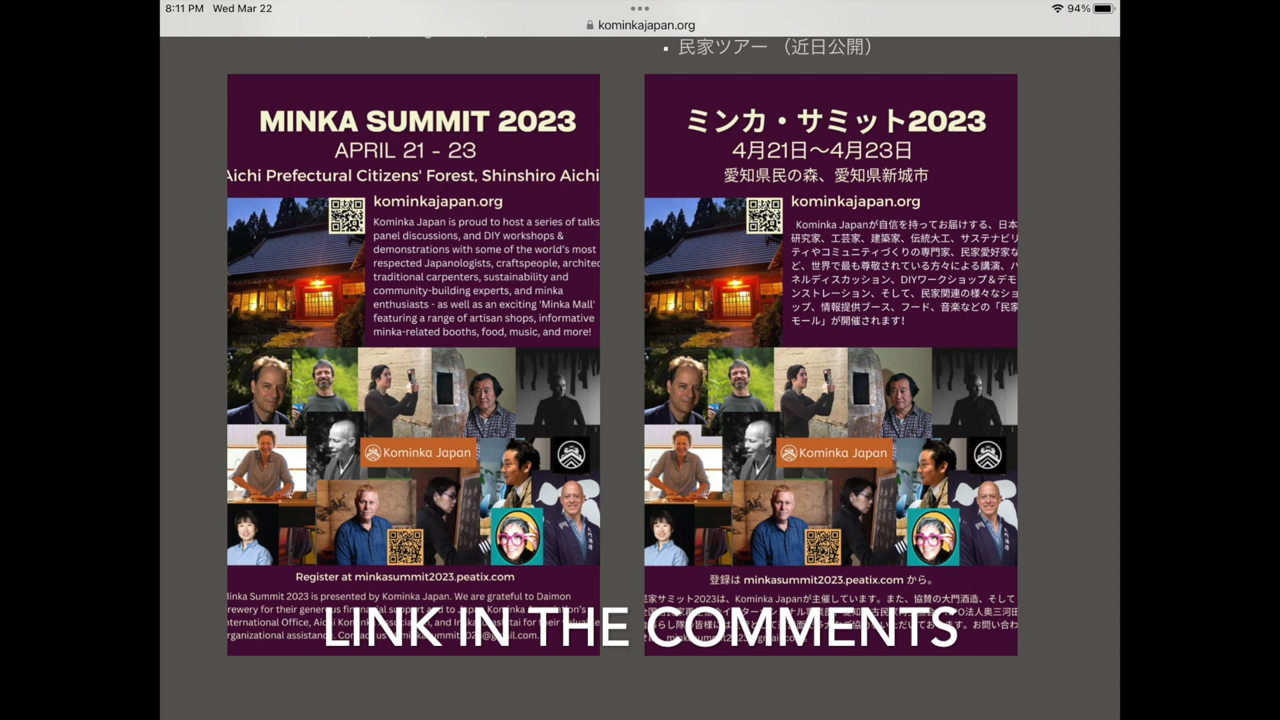 8:11 PM Wed Mar 22
94%
kominkajapan.org
民家ツアー （近日公開）
MINKA SUMMIT 2023
APRIL 21 - 23
Aichi Prefectural Citizens' Forest, Shinshiro Aichi
kominkajapan.org
Kominka Japan is proud to host a series of talks
panel discussions, and DIY workshops &
demonstrations with some of the world's most
respected Japanologists, craftspeople, architec
traditional carpenters, sustainability and
community-building experts, and minka
enthusiasts - as well as an exciting 'Minka Mall'
featuring a range of artisan shops, informative
minka-related booths, food, music, and more!
Kominka Japan
Register at minkasummit2023.peatix.com
Minka Summit 2023 is presented by Kominka Japan. We are grateful to Daimon
rewery for their generous financial support
International Office, Aichi
rganizational assistan
ミンカ・サミット2023
4月21日〜4月23日
愛知県民の森、愛知県新城市
kominkajapan.org
Kominka Japanが自信を持ってお届けする、日本
研究家、工芸家、建築家、伝統大工、サステナビリ
ティやコミュニティづくりの専門家、民家愛好家な
ど、世界で最も尊敬されている方々による講演、パ
ネルディスカッション、DIYワークショップ＆デモ
ンストレーション、そして、民家関連の様々なショ
ップ、情報提供ブース、フード、音楽などの「民家
モール」が開催されます!
Kominka Japan
登録は minkasummit2023.peatix.com から。
民家サミット2023は、Kominka Japanが主催しています。また、協賛の大門酒造、そして
LINK IN THE COMMENTS